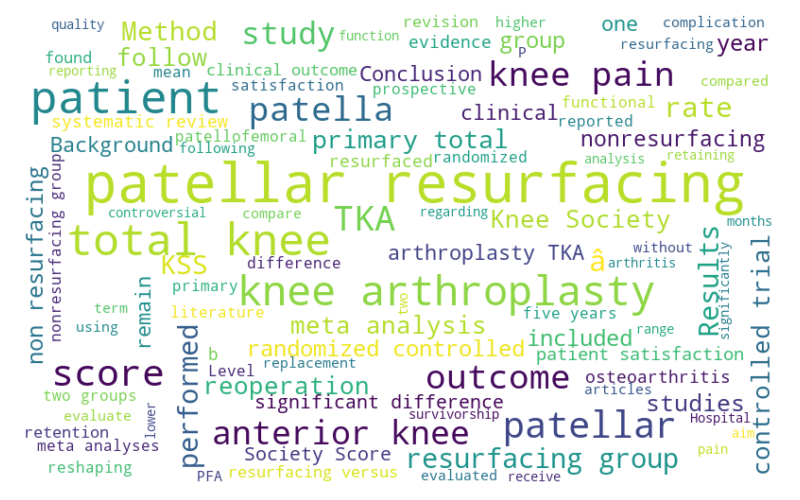 quality
Method
study
function
revision
higher
one
complication
found
follow
evidence
group
P
resurfacing
year
reporting
mean
clinical outcome
Conclusion
knee pain
compared
patient
satisfaction
prospective
functional
systematic review
patella
clinical
reported
rate
Background
patellofemoral
primary total
nonresurfacing
following
resurfaced
randomized
analysis
retaining
non resurfacing
nonresurfacing group
patellar resurfacing
controversial
compare
TKA
regarding
Knee Society
months
total knee
arthroplasty TKA
without
KSS
difference
â
arthritis
Results
significantly
controlled trial
primary
knee arthroplasty
two
term
literature
five years
using
remain
meta analysis
included
range
performed
randomized controlled
patient satisfaction
b
score
Level
replacement
outcome
osteoarthritis
reoperation
articles
two groups
significant difference
studies
evaluate
survivorship
Hospital
retention
lower
anterior knee
patellar
aim
meta analyses
Society Score
resurfacing group
pain
reshaping
PFA
resurfacing versus
evaluated
receive